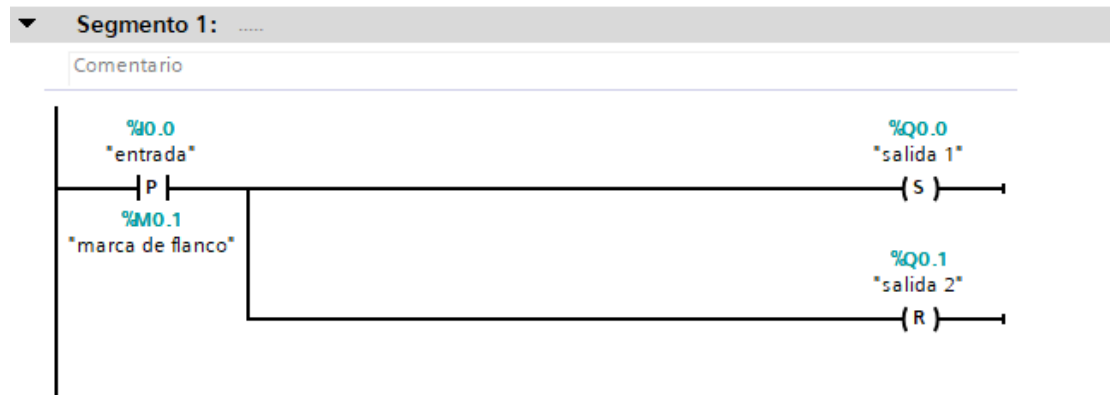 Segmento 1: .....
Comentario
%I0.0
"entrada"
P
%M0.1
"marca de flanco"
%Q0.0
"salida 1"
( S )
%Q0.1
"salida 2"
( R )